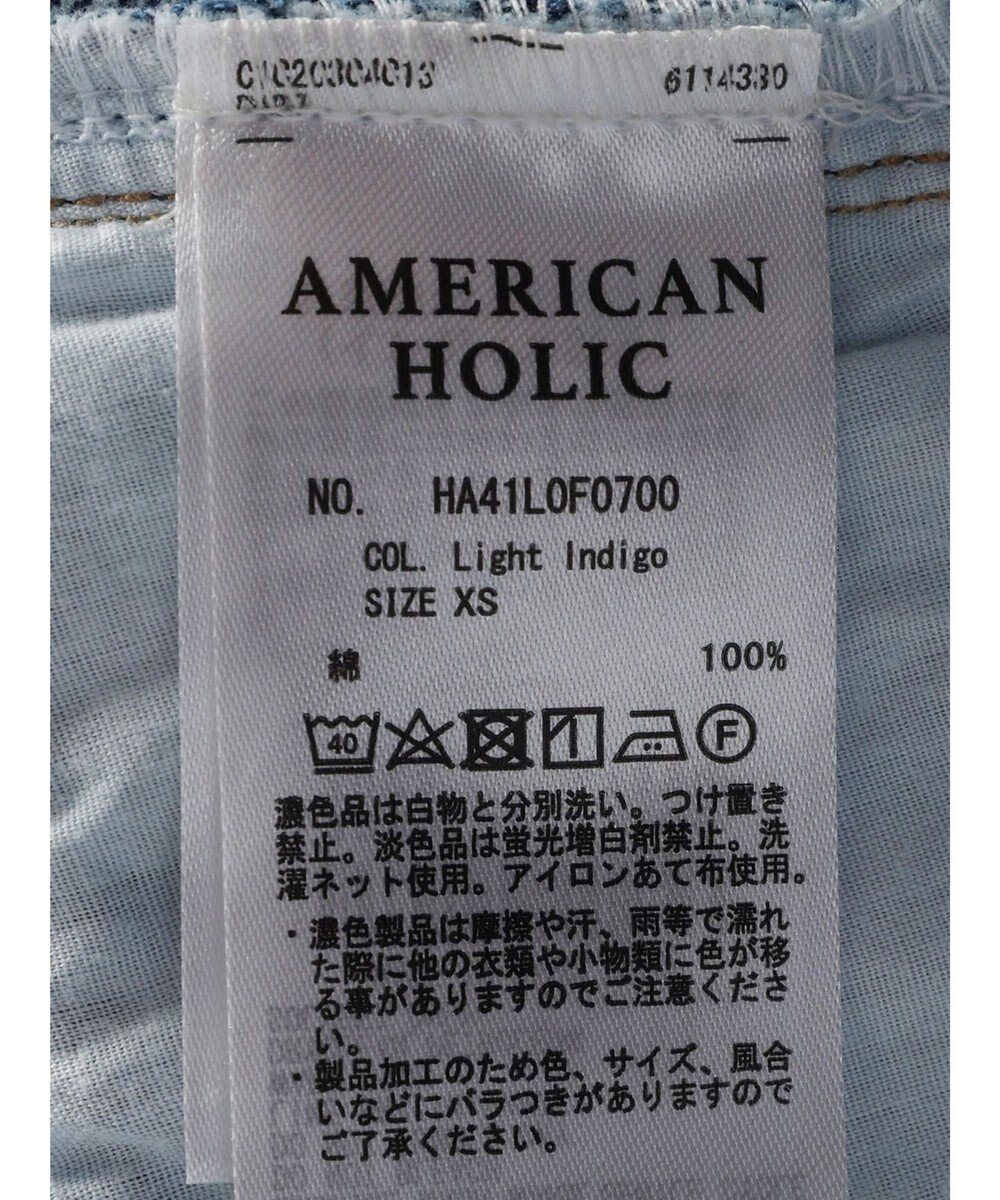 6114330
AMERICAN
HOLIC
NO. HA41L0F0700
COL. Light Indigo
SIZE XS
綿 100%
40 F
濃色品は白物と分別洗い。つけ置き
禁止。淡色品は蛍光増白剤禁止。洗
濯ネット使用。アイロンあて布使用。
・濃色製品は摩擦や汗、雨等で濡れ
た際に他の衣類や小物類に色が移
る事がありますのでご注意くださ
い。
・製品加工のため色、サイズ、風合
いなどにバラつきがありますので
ご了承ください。